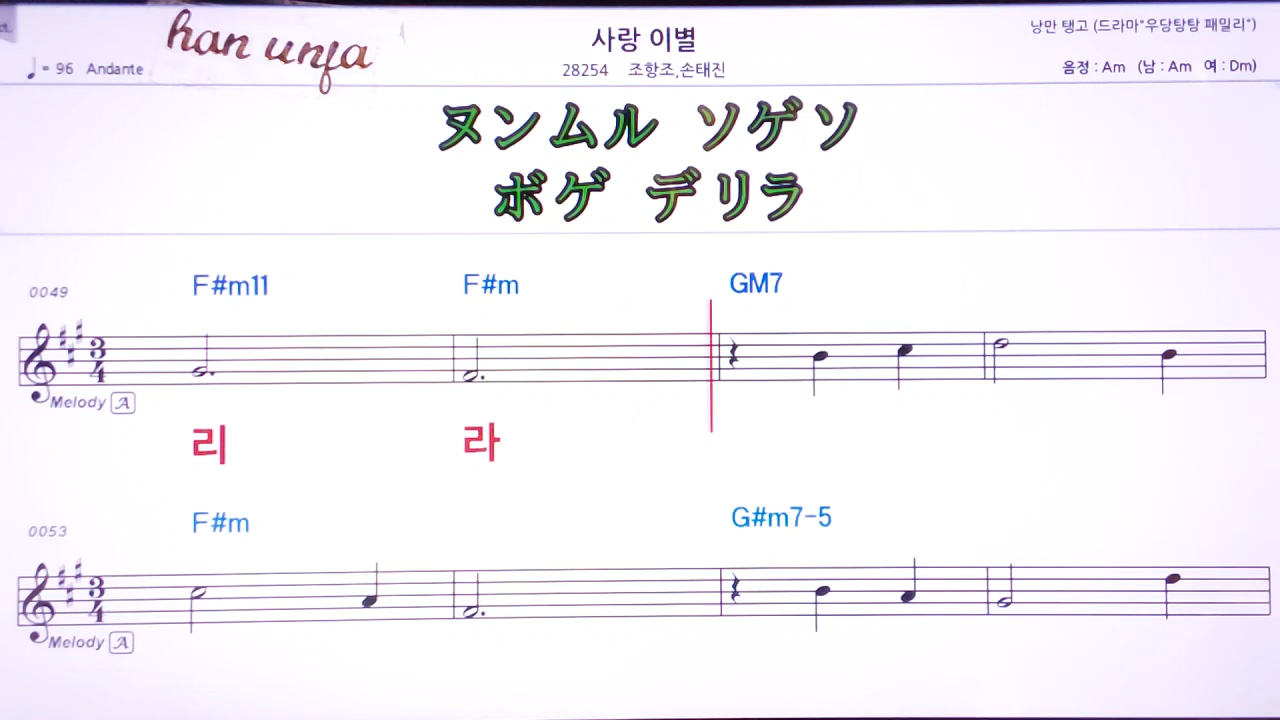 han unja
사랑 이별
낭만 탱고 (드라마"우당탕탕 패밀리")
♩= 96 Andante
28254 조항조,손태진
음정 : Am (남 : Am 여 : Dm)
ヌンムル ソゲソ
ボゲ デリラ
0049
F#m11 F#m GM7
3
4
Melody A
리 라
0053
F#m G#m7-5
3
4
Melody A